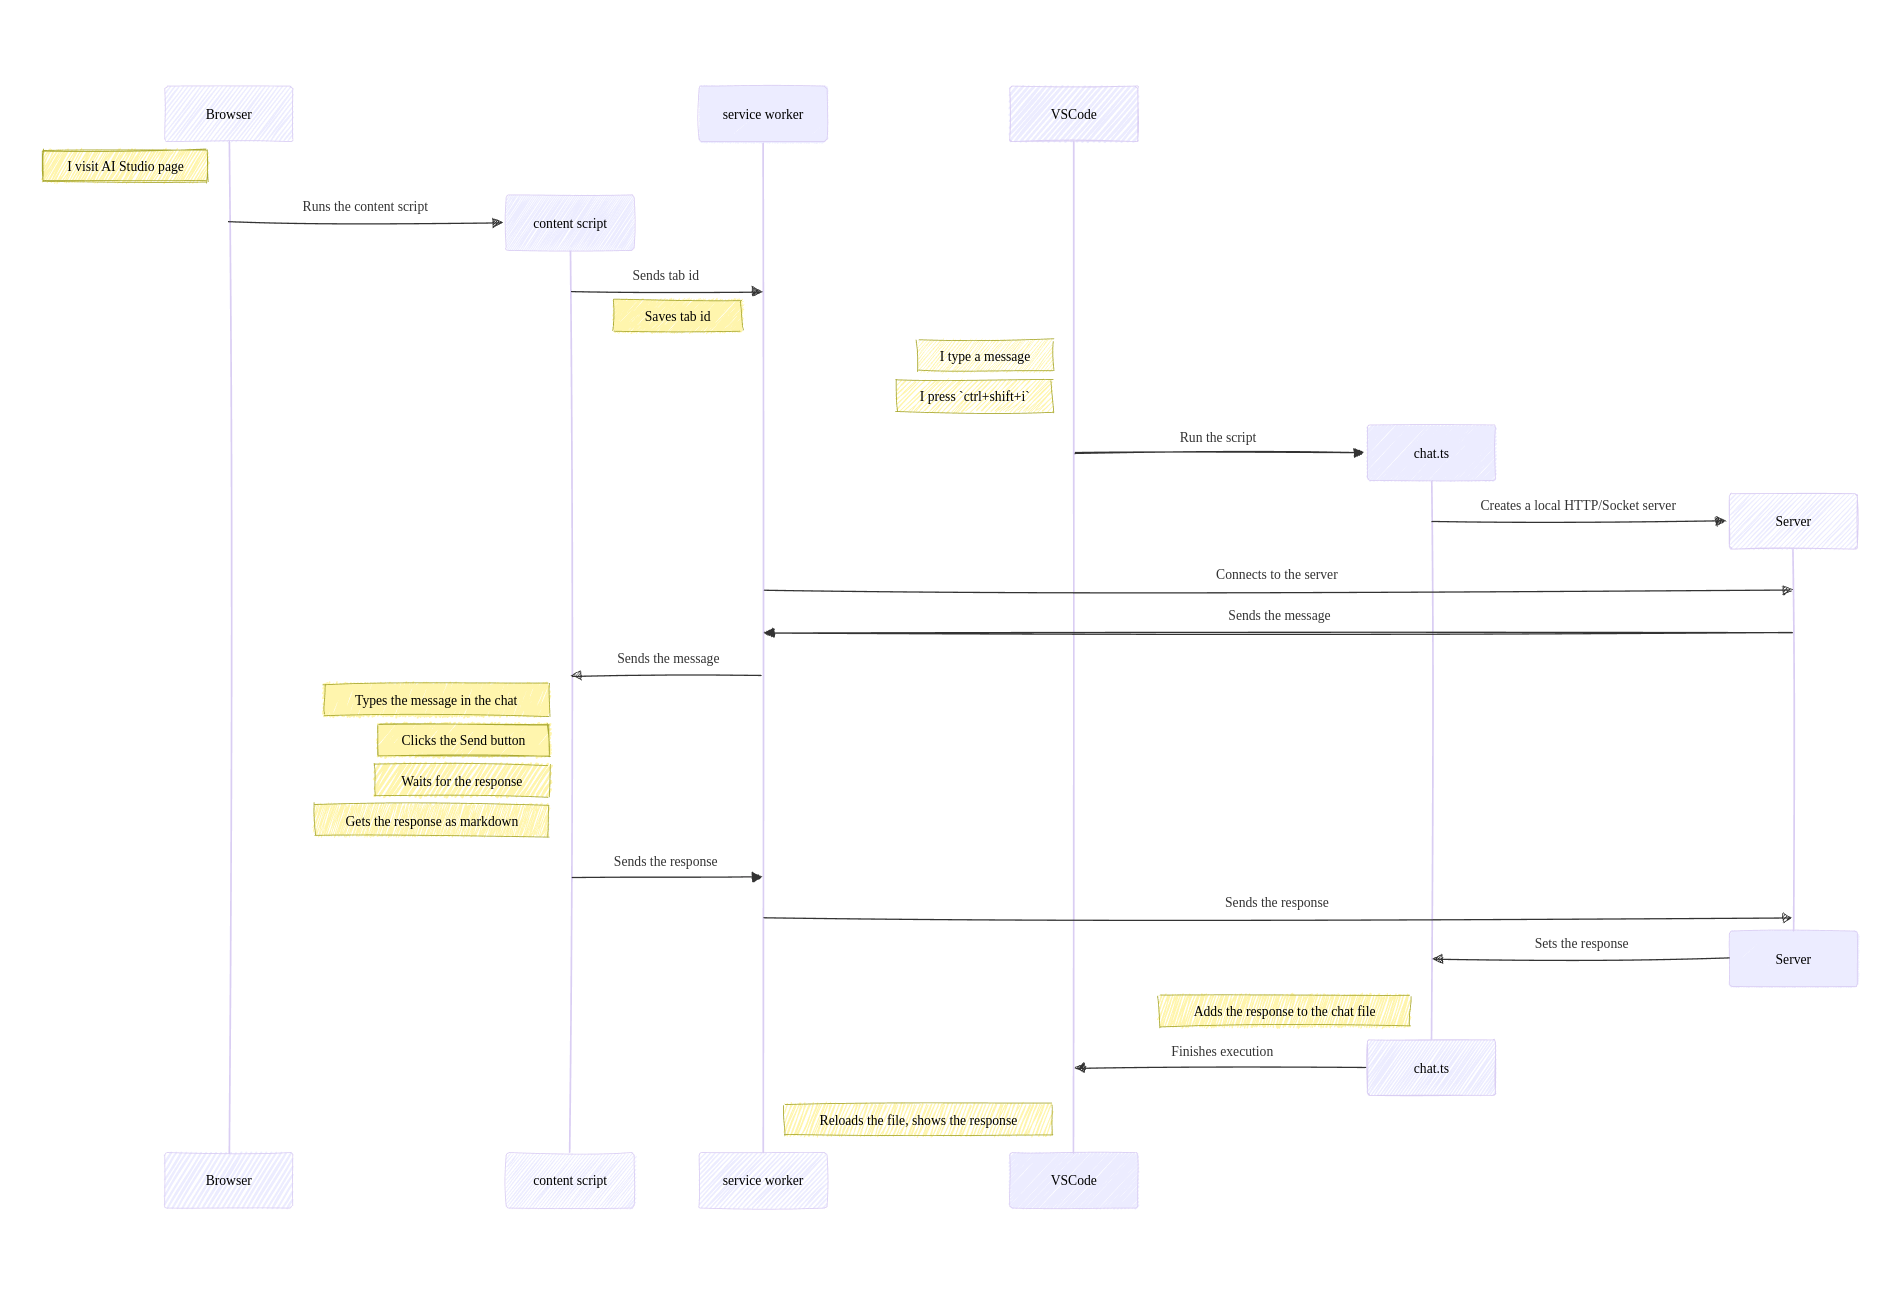 Browser
service worker
VSCode
I visit AI Studio page
Runs the content script
content script
Sends tab id
Saves tab id
I type a message
I press `ctrl+shift+i`
Run the script
chat.ts
Creates a local HTTP/Socket server
Server
Connects to the server
Sends the message
Sends the message
Types the message in the chat
Clicks the Send button
Waits for the response
Gets the response as markdown
Sends the response
Sends the response
Sets the response
Server
Adds the response to the chat file
Finishes execution
chat.ts
Reloads the file, shows the response
Browser
content script
service worker
VSCode